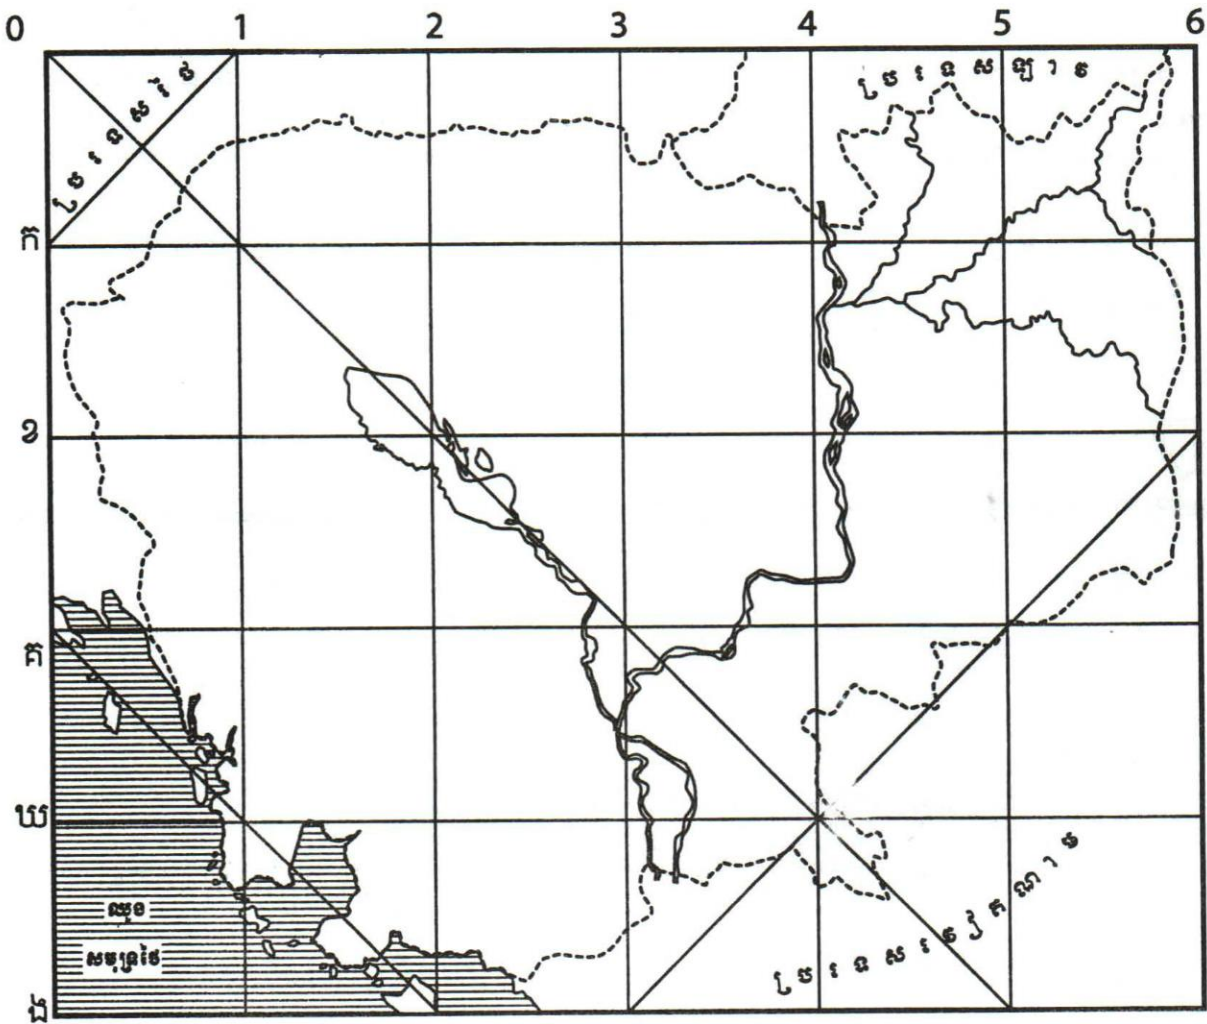 0 1 2 3 4 5 6
ប្រទេសថៃ
ប្រទេសឡាវ
ក
ខ
គ
ឃ
ឈូង
សមុទ្រថៃ
ប្រទេសវៀតណាម
ង